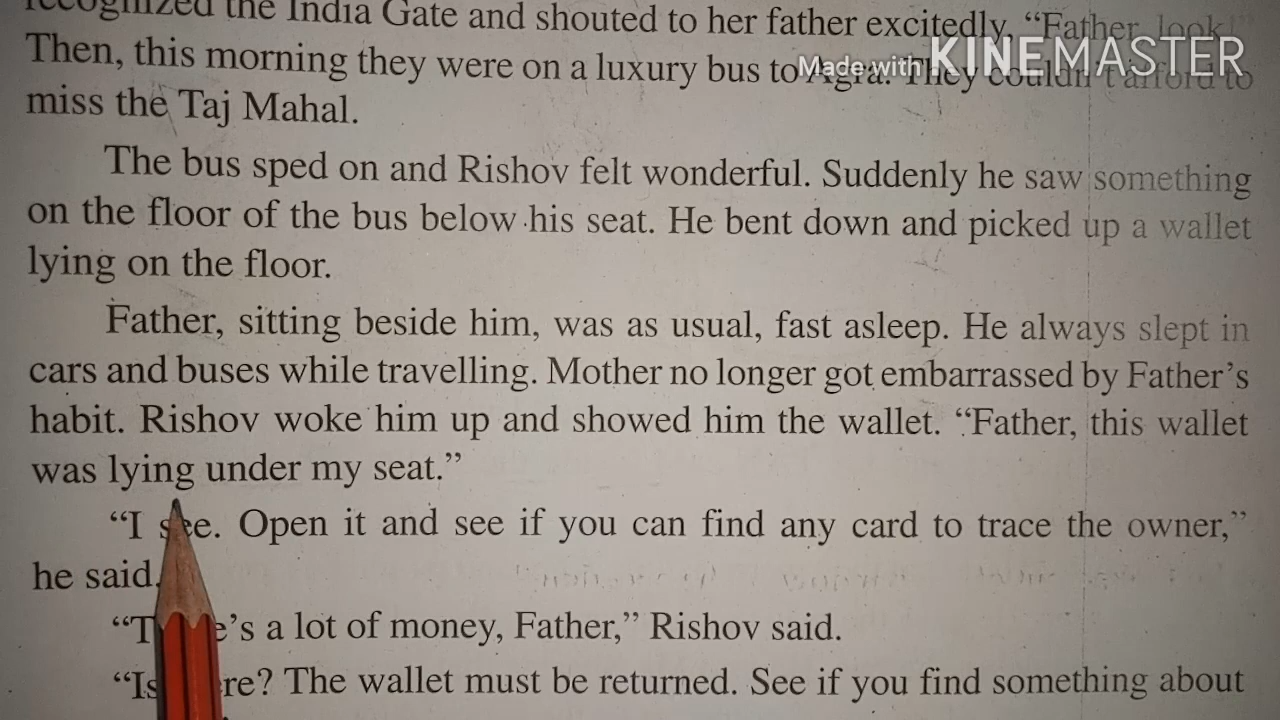 recognized the India Gate and shouted to her father excitedly, “Father, look!”
Then, this morning they were on a luxury bus to Agra. They couldn't afford to
Made with KINEMASTER
miss the Taj Mahal.
The bus sped on and Rishov felt wonderful. Suddenly he saw something
on the floor of the bus below his seat. He bent down and picked up a wallet
lying on the floor.
Father, sitting beside him, was as usual, fast asleep. He always slept in
cars and buses while travelling. Mother no longer got embarrassed by Father’s
habit. Rishov woke him up and showed him the wallet. “Father, this wallet
was lying under my seat.”
“I see. Open it and see if you can find any card to trace the owner,”
he said.
a lot of money, Father,” Rishov said.
The wallet must be returned. See if you find something about